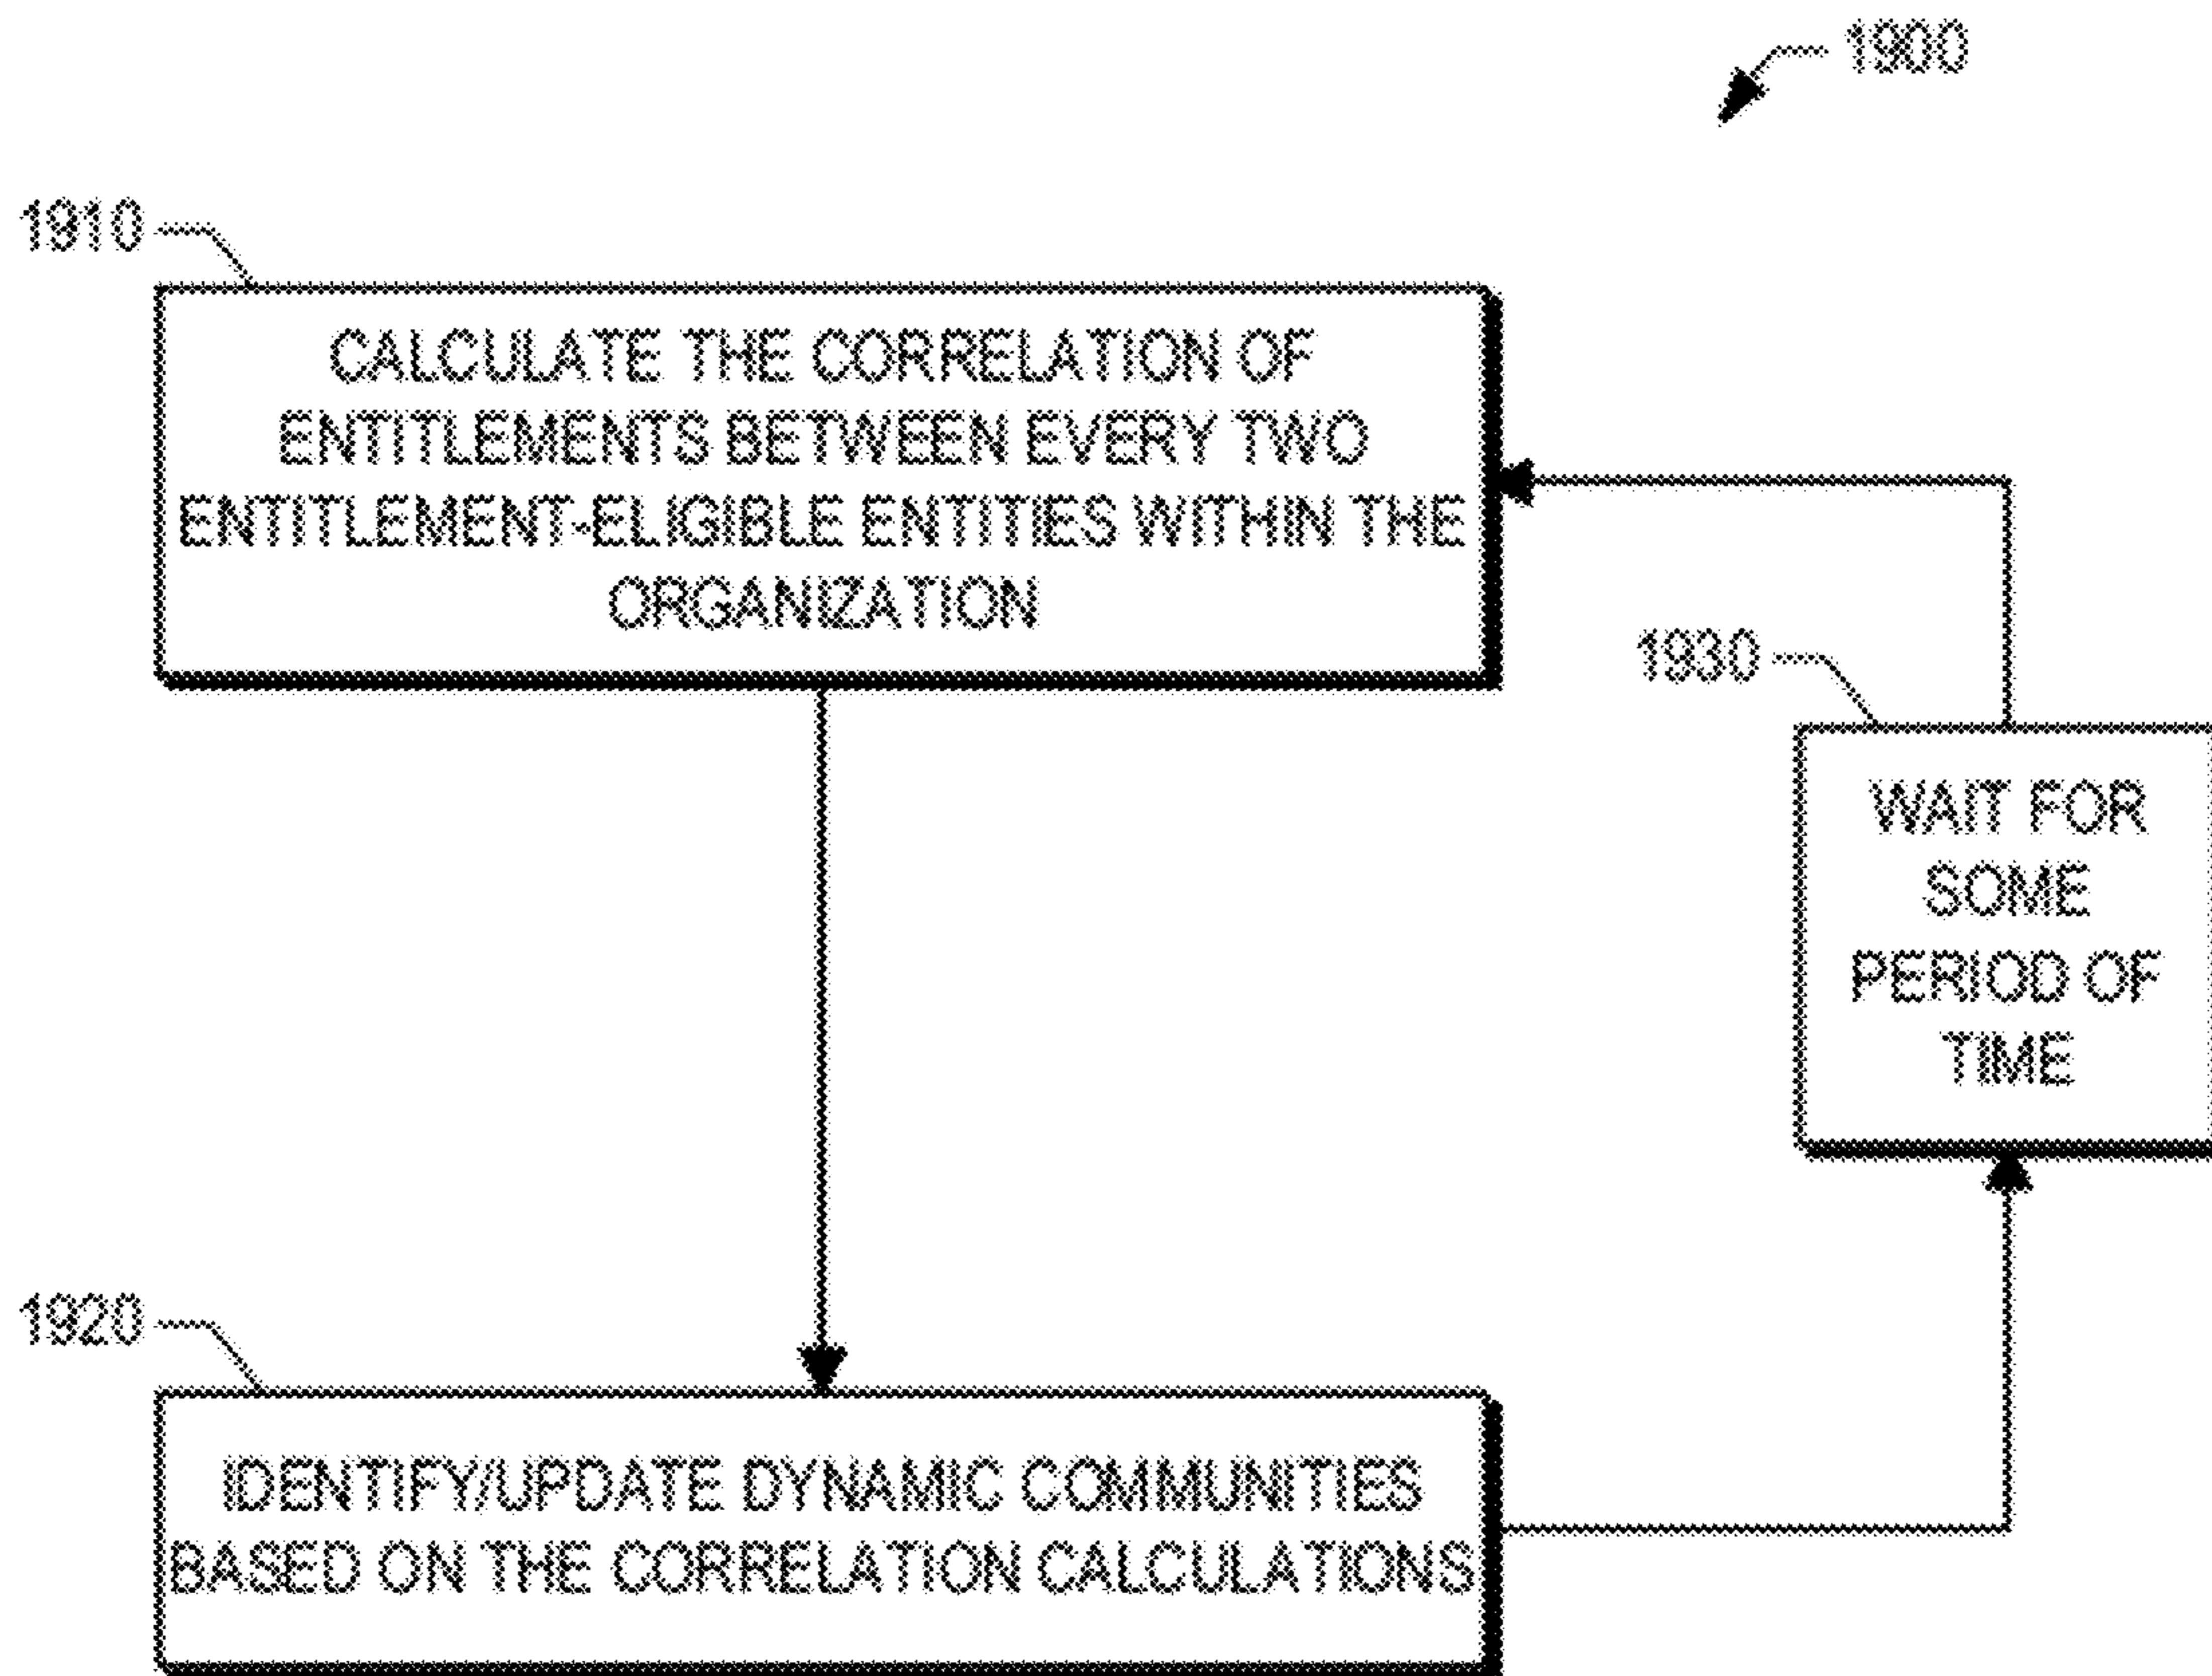 1900
1910
CALCULATE THE CORRELATION OF
ENTITLEMENTS BETWEEN EVERY TWO
ENTITLEMENT-ELIGIBLE ENTITIES WITHIN THE
ORGANIZATION
1930
WAIT FOR
SOME
PERIOD OF
TIME
1920
IDENTIFY/UPDATE DYNAMIC COMMUNITIES
BASED ON THE CORRELATION CALCULATIONS